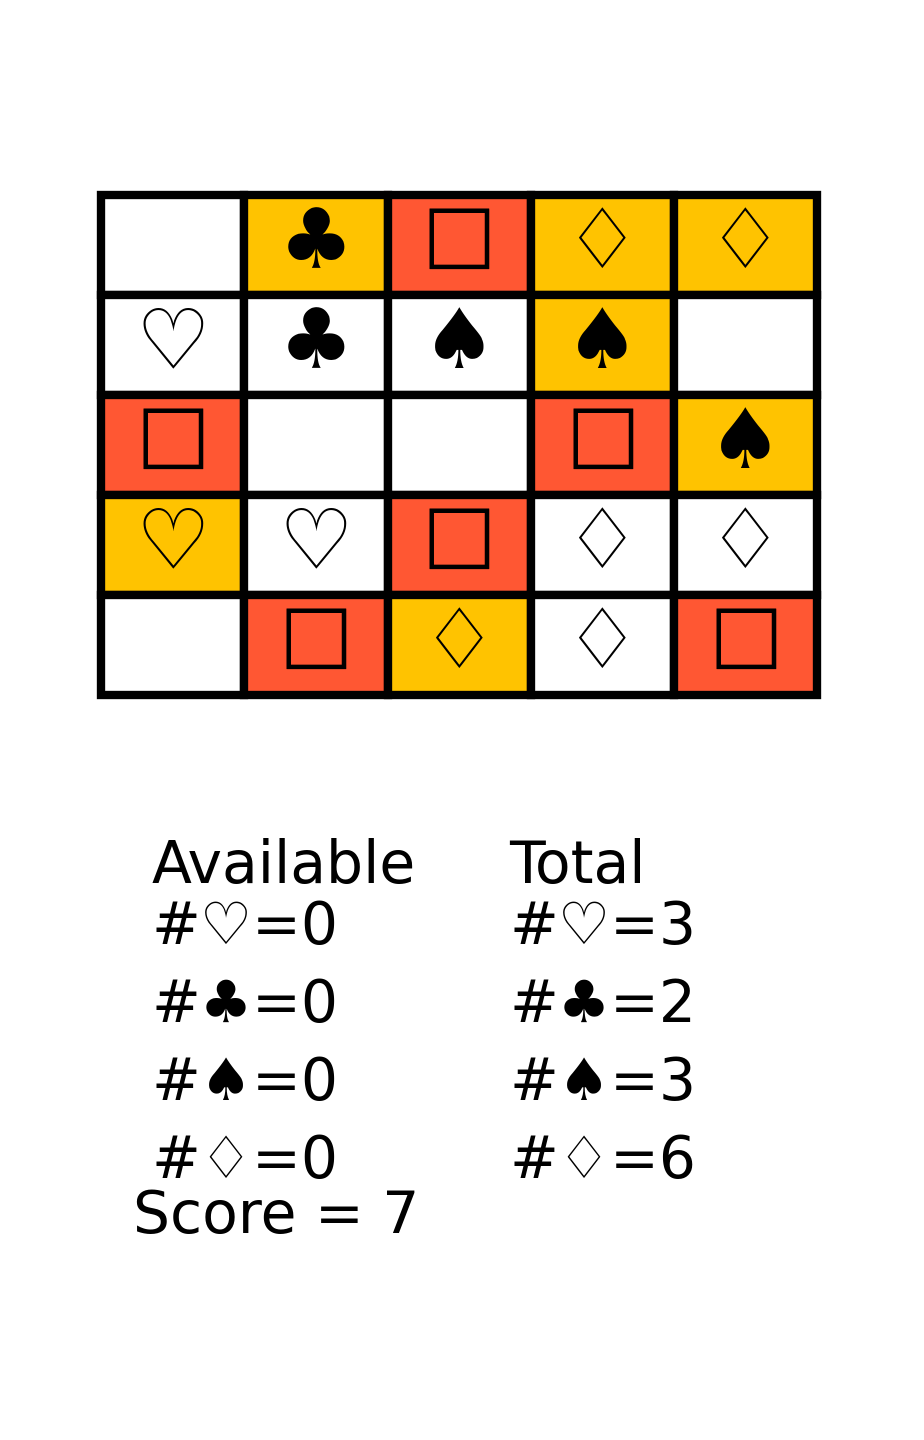 ♣ □ ♢ ♢
♡ ♣ ♠ ♠
□ □ ♠
♡ ♡ □ ♢ ♢
□ ♢ ♢ □
Available Total
#♡=0 #♡=3
#♣=0 #♣=2
#♠=0 #♠=3
#♢=0 #♢=6
Score = 7